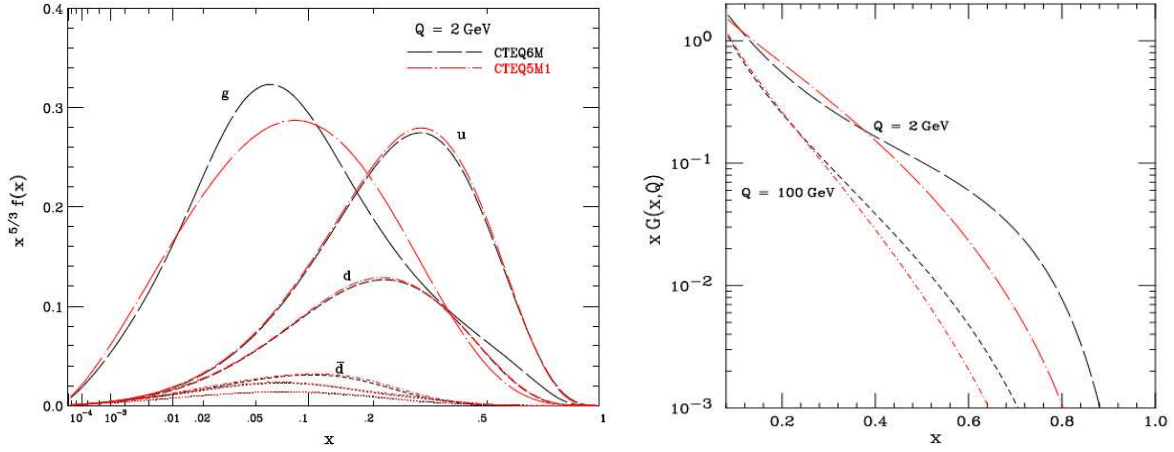 0.4
0.3
0.2
0.1
0.0
x^{5/3} f(x)
Q = 2 GeV
CTEQ6M
CTEQ5M1
g
u
d
d̅
10^{-4}
10^{-3}
.01
.02
.05
.1
.2
.5
1
x
10^0
10^{-1}
10^{-2}
10^{-3}
x G(x,Q)
Q = 2 GeV
Q = 100 GeV
0.2
0.4
0.6
0.8
1.0
x